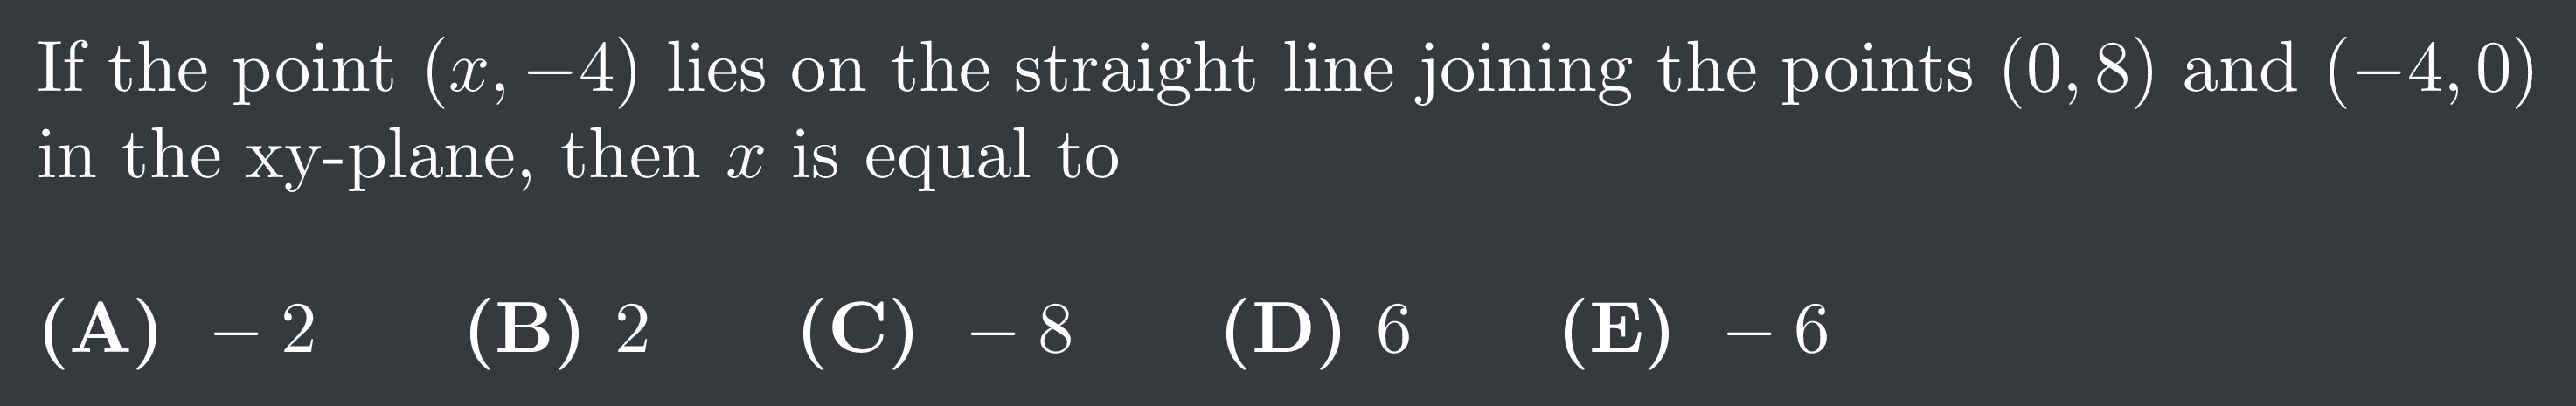 If the point (x, −4) lies on the straight line joining the points (0, 8) and (−4, 0)
in the xy-plane, then x is equal to
(A) − 2 (B) 2 (C) − 8 (D) 6 (E) − 6